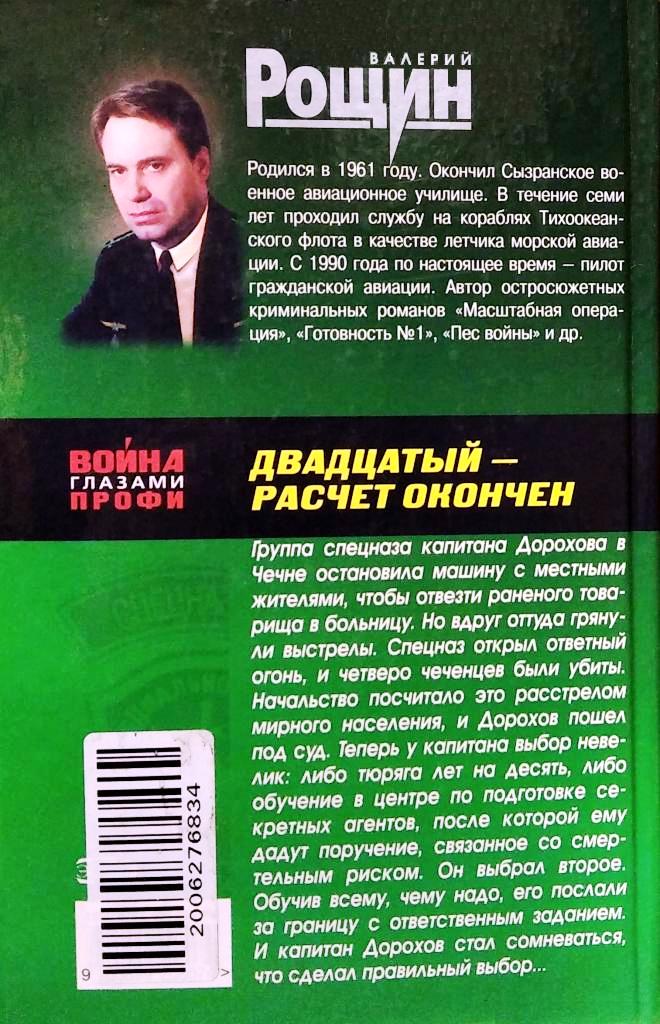 ВАЛЕРИЙ
РОЩИН
Родился в 1961 году. Окончил Сызранское во-
енное авиационное училище. В течение семи
лет проходил службу на кораблях Тихоокеан-
ского флота в качестве летчика морской авиа-
ции. С 1990 года по настоящее время – пилот
гражданской авиации. Автор остросюжетных
криминальных романов «Масштабная опера-
ция», «Готовность №1», «Пес войны» и др.
ВОЙНА
ГЛАЗАМИ
ПРОФИ
ДВАДЦАТЫЙ –
РАСЧЕТ ОКОНЧЕН
Группа спецназа капитана Дорохова в
Чечне остановила машину с местными
жителями, чтобы отвезти раненого това-
рища в больницу. Но вдруг оттуда гряну-
ли выстрелы. Спецназ открыл ответный
огонь, и четверо чеченцев были убиты.
Начальство посчитало это расстрелом
мирного населения, и Дорохов пошел
под суд. Теперь у капитана выбор неве-
лик: либо тюряга лет на десять, либо
обучение в центре по подготовке се-
кретных агентов, после которой ему
дадут поручение, связанное со смер-
тельным риском. Он выбрал второе.
Обучив всему, чему надо, его послали
за границу с ответственным заданием.
И капитан Дорохов стал сомневаться,
что сделал правильный выбор...
2006276834
9 >